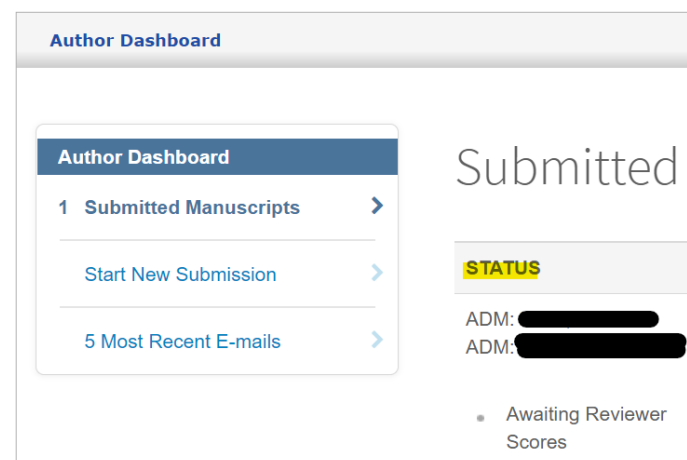 Author Dashboard
Author Dashboard
1 Submitted Manuscripts
Start New Submission
5 Most Recent E-mails
Submitted
STATUS
ADM:
ADM:
Awaiting Reviewer
Scores